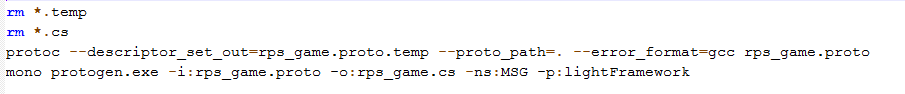 rm *.temp
rm *.cs
protoc --descriptor_set_out=rps_game.proto.temp --proto_path=. --error_format=gcc rps_game.proto
mono protogen.exe -i:rps_game.proto -o:rps_game.cs -ns:MSG -p:lightFramework